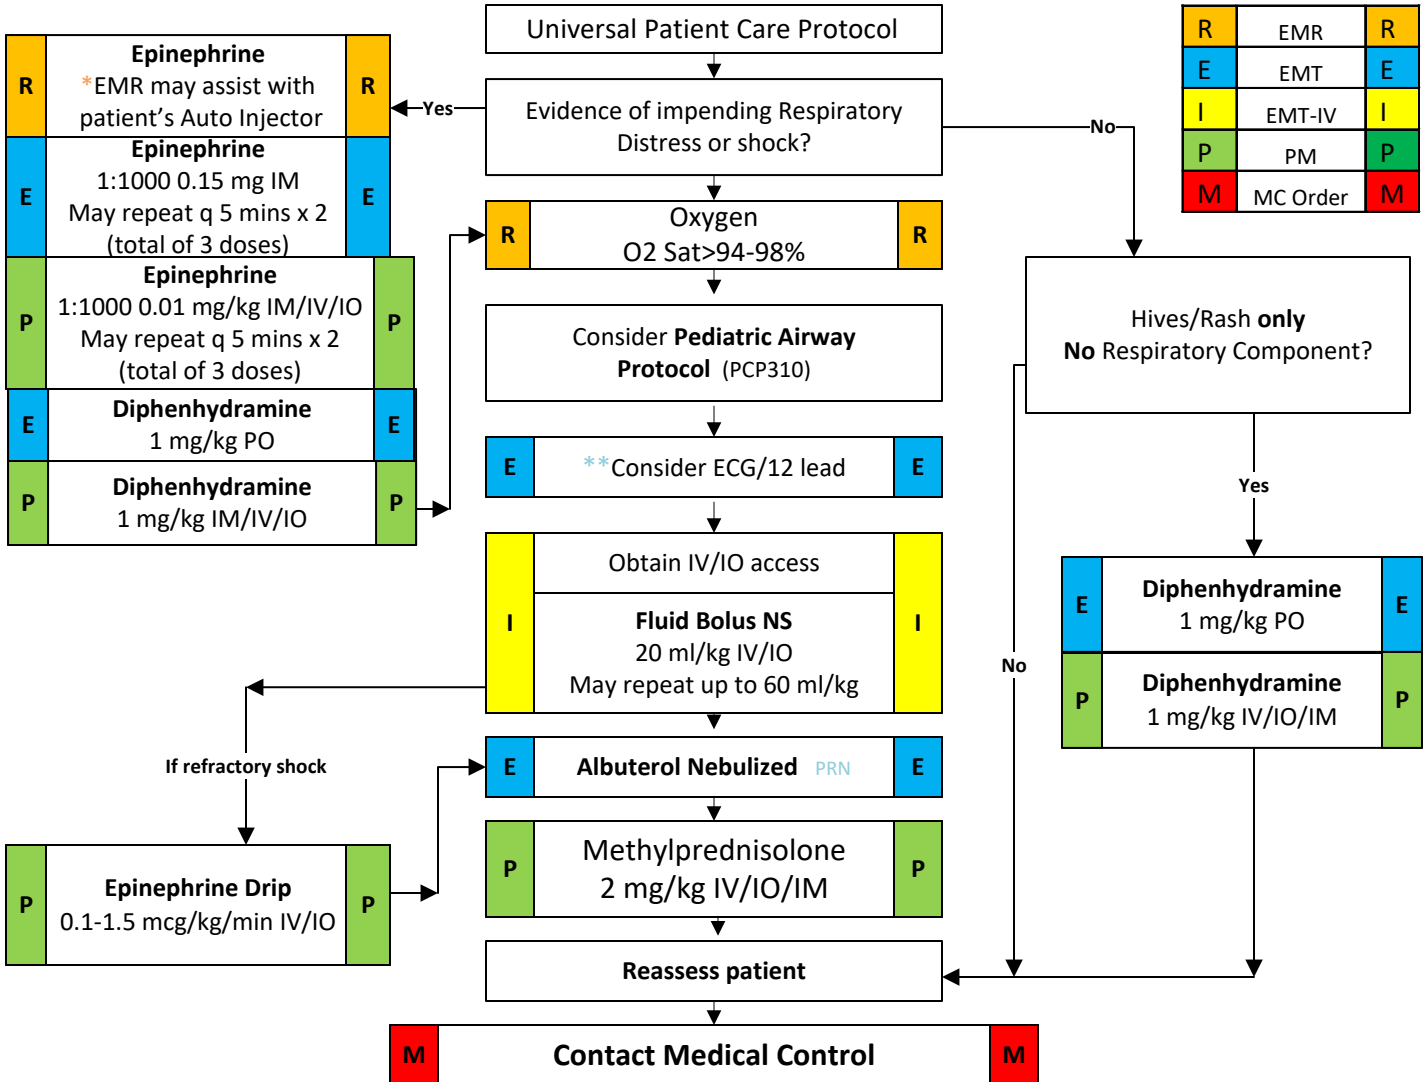 Universal Patient Care Protocol
R EMR R
E EMT E
I EMT-IV I
P PM P
M MC Order M
R Epinephrine R
*EMR may assist with
patient's Auto Injector
E Epinephrine E
1:1000 0.15 mg IM
May repeat q 5 mins x 2
(total of 3 doses)
P Epinephrine P
1:1000 0.01 mg/kg IM/IV/IO
May repeat q 5 mins x 2
(total of 3 doses)
E Diphenhydramine E
1 mg/kg PO
P Diphenhydramine P
1 mg/kg IM/IV/IO
Yes
Evidence of impending Respiratory
Distress or shock?
No
R Oxygen R
O2 Sat>94-98%
Consider Pediatric Airway
Protocol (PCP310)
E **Consider ECG/12 lead E
Obtain IV/IO access
I Fluid Bolus NS I
20 ml/kg IV/IO
May repeat up to 60 ml/kg
If refractory shock
P Epinephrine Drip P
0.1-1.5 mcg/kg/min IV/IO
E Albuterol Nebulized PRN E
P Methylprednisolone P
2 mg/kg IV/IO/IM
Hives/Rash only
No Respiratory Component?
Yes
No
E Diphenhydramine E
1 mg/kg PO
P Diphenhydramine P
1 mg/kg IV/IO/IM
Reassess patient
M Contact Medical Control M